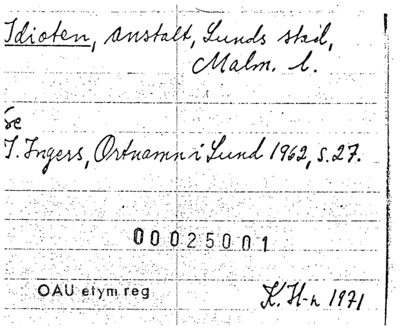 Idioten, anstalt, Lunds stad,
Malm. l.
Se
I. Ingers, Ortnamn i Lund 1962, s. 27.
00025001
OAU etym reg
K. H-n 1971